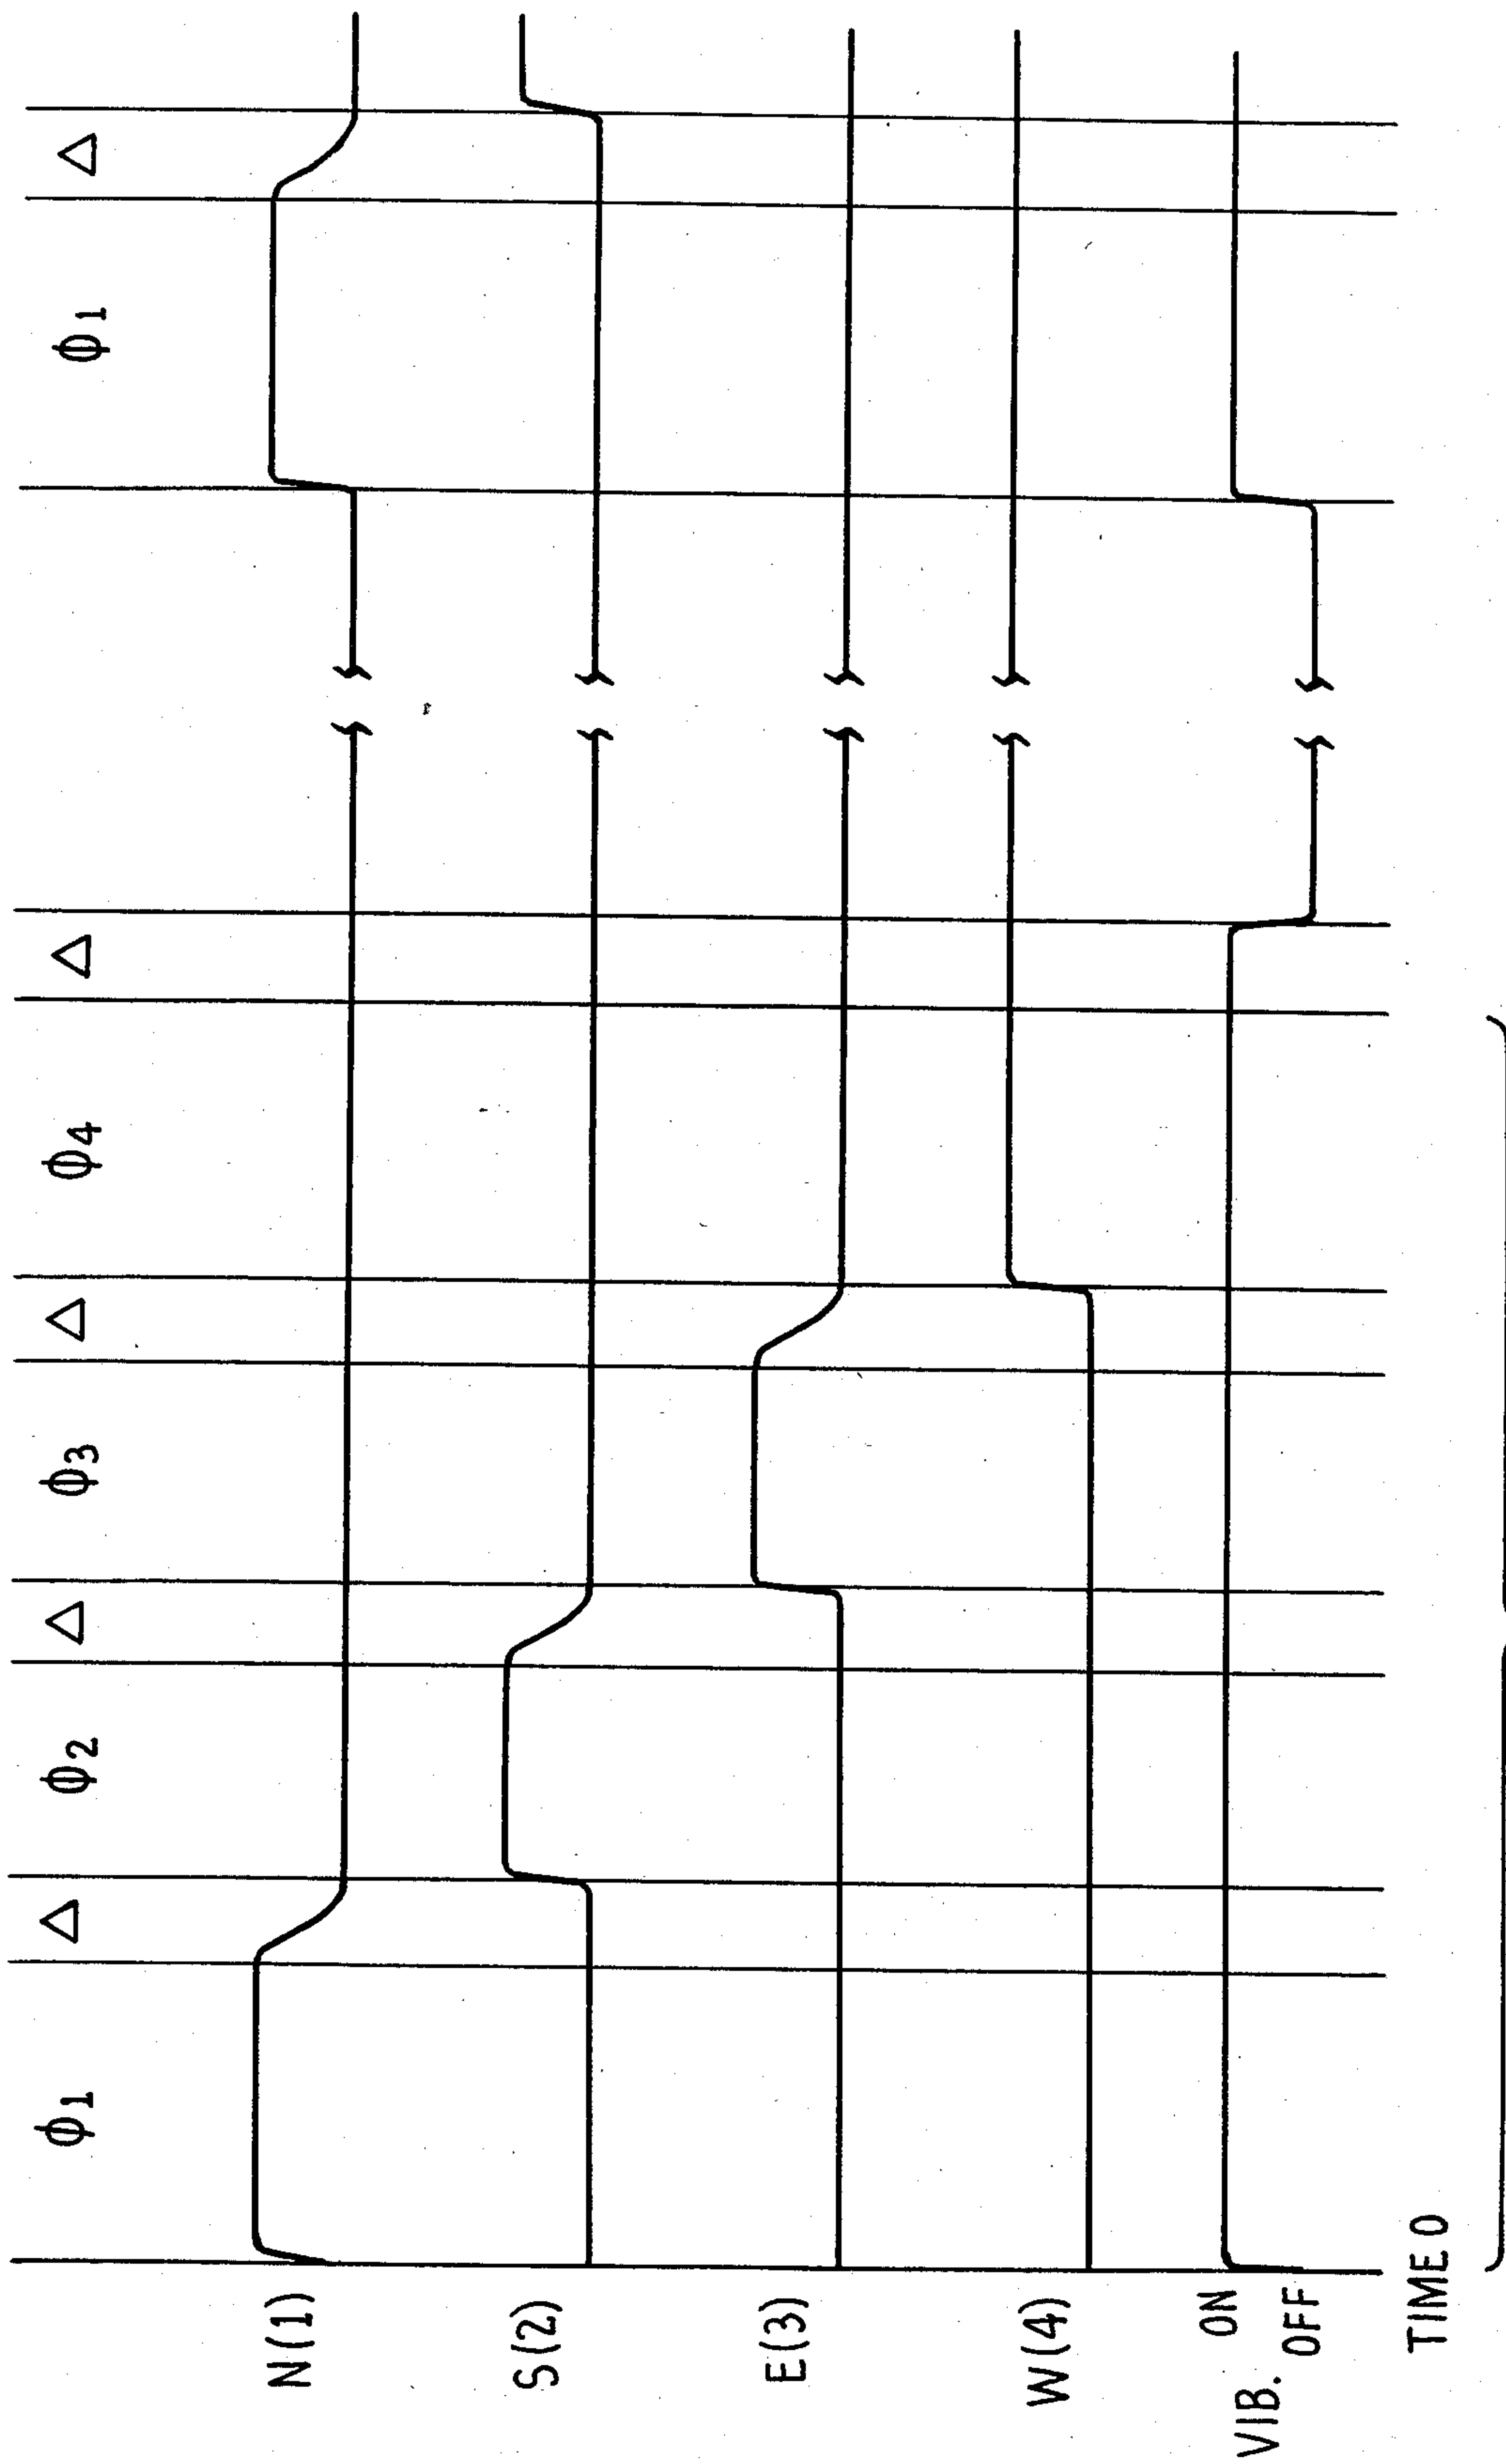 ϕ1 Δ ϕ2 Δ ϕ3 Δ ϕ4 Δ ϕ1 Δ
N(1)
S(2)
E(3)
W(4)
VIB. ON
OFF
TIME 0